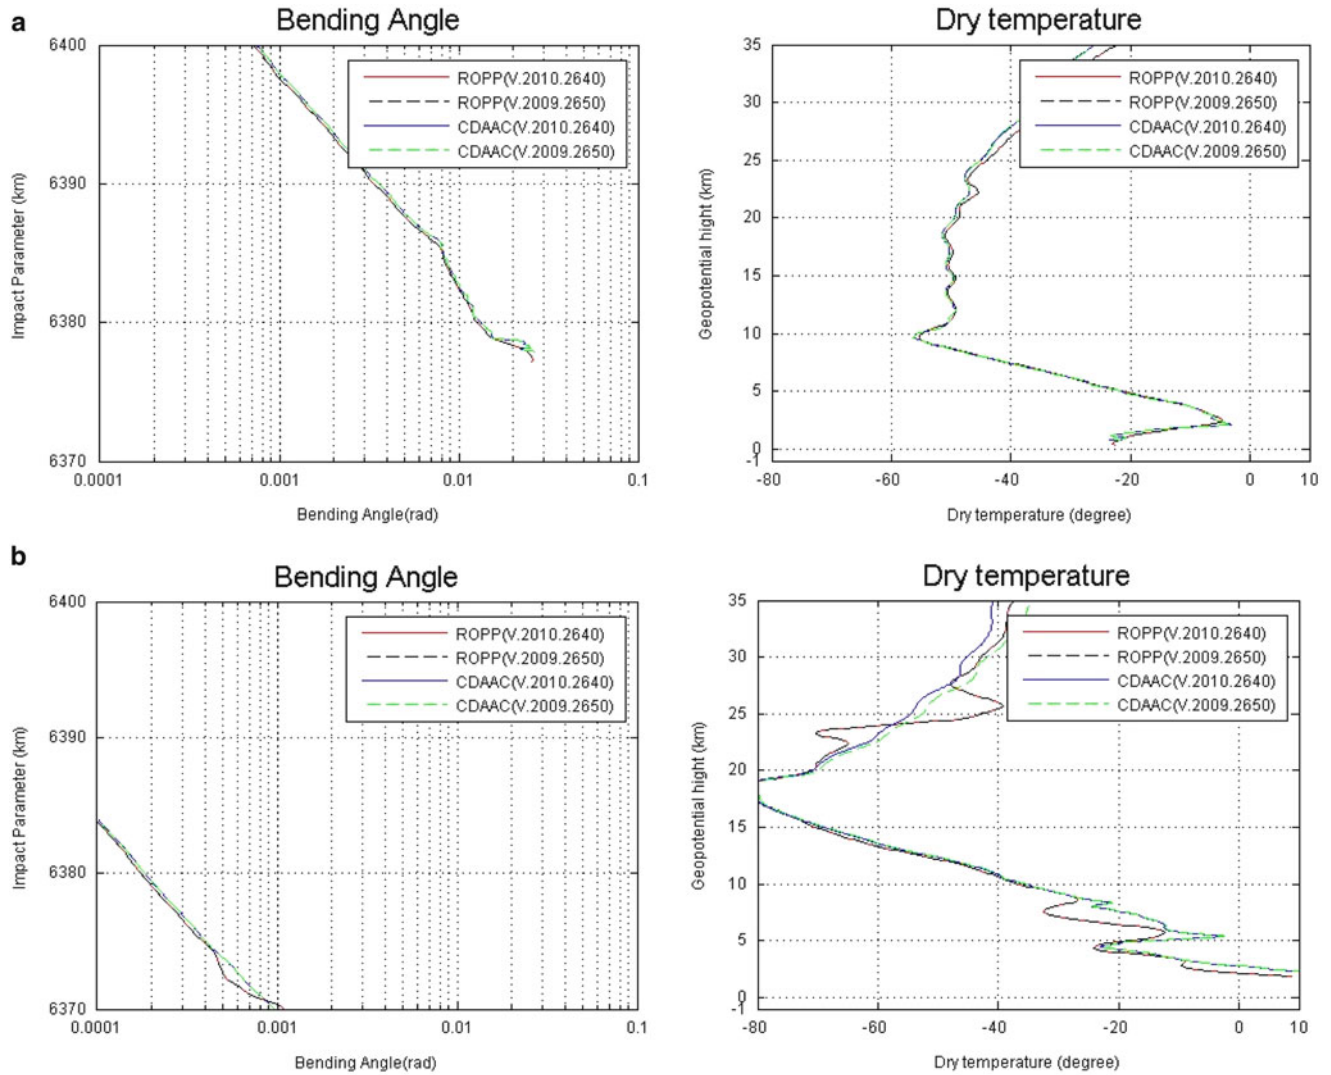 a
Bending Angle
6400
6390
6380
6370
Impact Parameter (km)
ROPP(V.2010.2640)
ROPP(V.2009.2650)
CDAAC(V.2010.2640)
CDAAC(V.2009.2650)
0.0001 0.001 0.01 0.1
Bending Angle(rad)
Dry temperature
35
30
25
20
15
10
5
0
-1
Geopotential hight (km)
ROPP(V.2010.2640)
ROPP(V.2009.2650)
CDAAC(V.2010.2640)
CDAAC(V.2009.2650)
-80 -60 -40 -20 0 10
Dry temperature (degree)
b
Bending Angle
6400
6390
6380
6370
Impact Parameter (km)
ROPP(V.2010.2640)
ROPP(V.2009.2650)
CDAAC(V.2010.2640)
CDAAC(V.2009.2650)
0.0001 0.001 0.01 0.1
Bending Angle(rad)
Dry temperature
35
30
25
20
15
10
5
0
-1
Geopotential hight (km)
ROPP(V.2010.2640)
ROPP(V.2009.2650)
CDAAC(V.2010.2640)
CDAAC(V.2009.2650)
-80 -60 -40 -20 0 10
Dry temperature (degree)